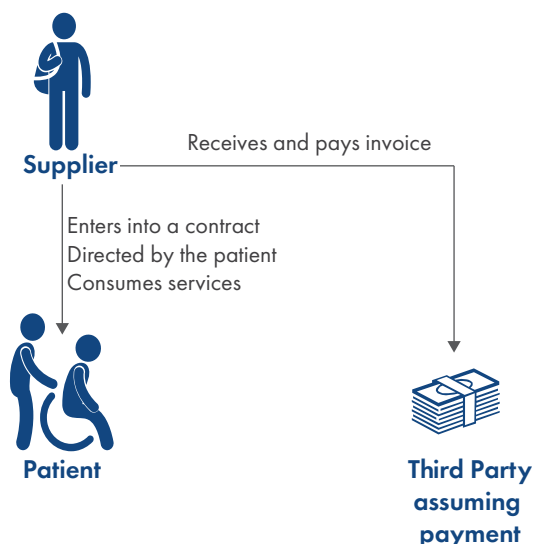 Receives and pays invoice
Supplier
Enters into a contract
Directed by the patient
Consumes services
Patient
Third Party
assuming
payment